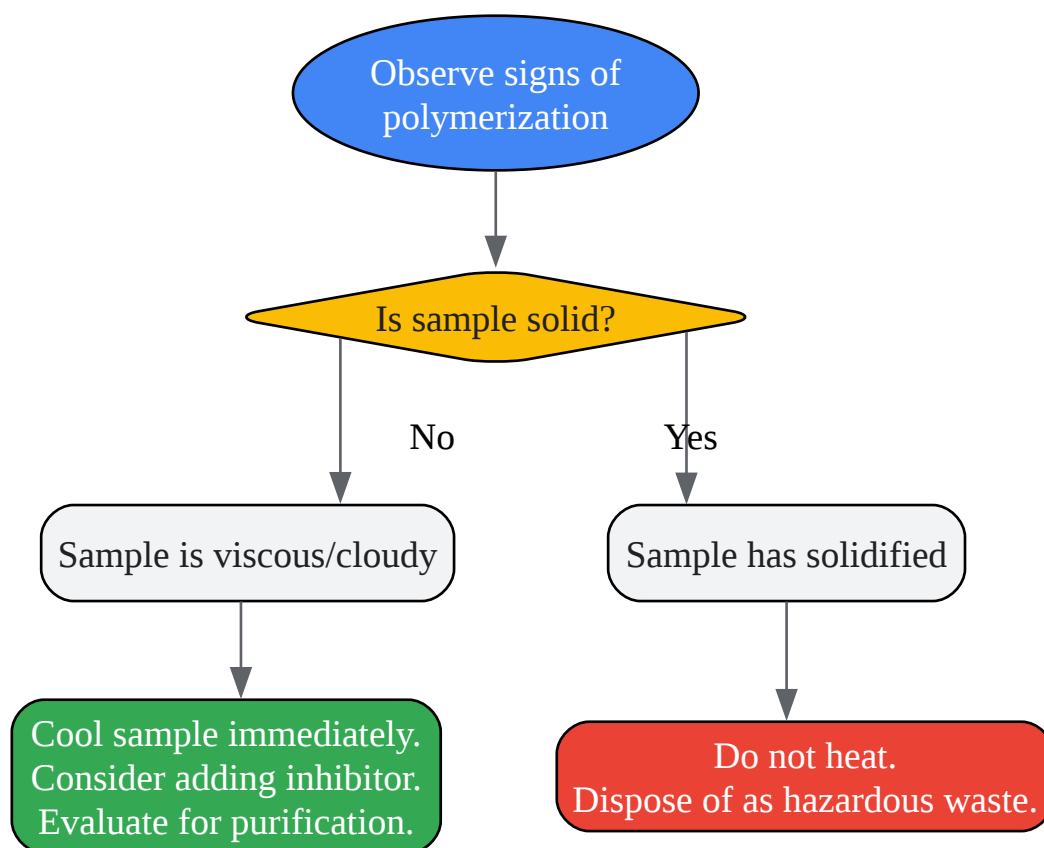 Observe signs of
polymerization
Is sample solid?
No
Yes
Sample is viscous/cloudy
Sample has solidified
Cool sample immediately.
Consider adding inhibitor.
Evaluate for purification.
Do not heat.
Dispose of as hazardous waste.